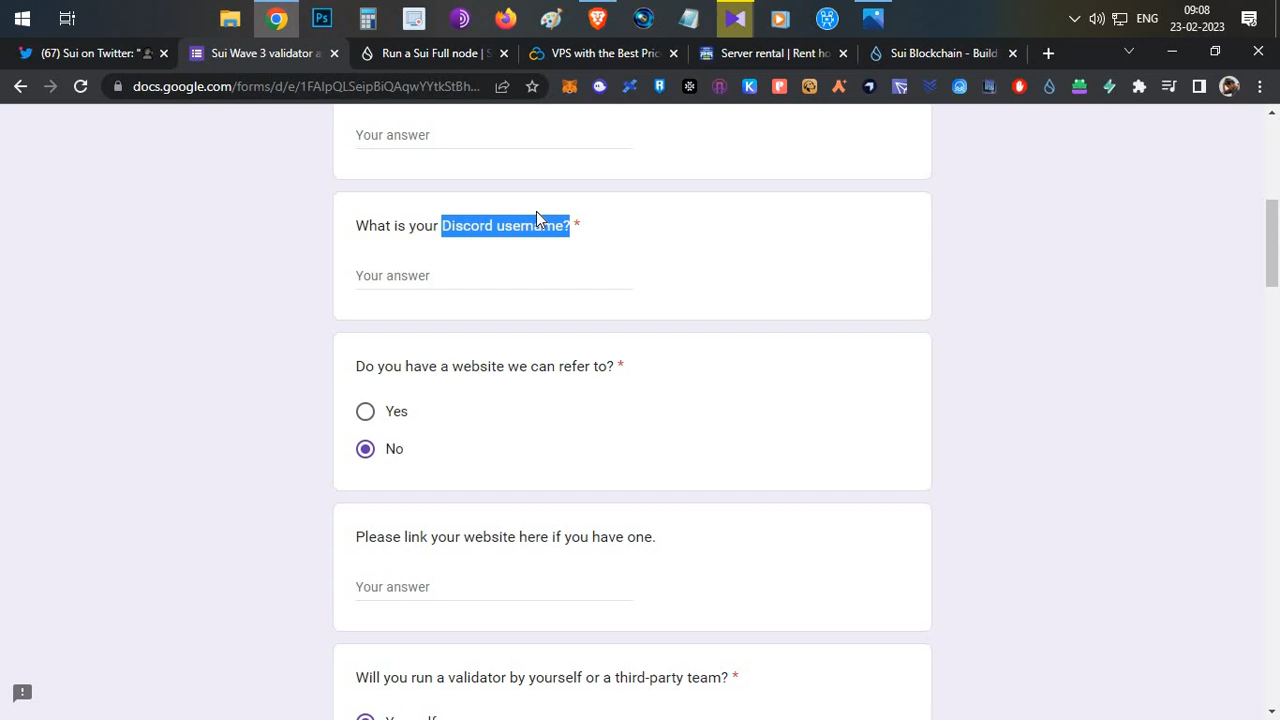 Ps
ENG
09:08
23-02-2023
(67) Sui on Twitter: "
Sui Wave 3 validator a
Run a Sui Full node | S
VPS with the Best Pric
Server rental | Rent ho
Sui Blockchain - Build
docs.google.com/forms/d/e/1FAIpQLSeipBiQAqwYYtkStBh...
Your answer
What is your Discord username? *
Your answer
Do you have a website we can refer to? *
Yes
No
Please link your website here if you have one.
Your answer
Will you run a validator by yourself or a third-party team? *